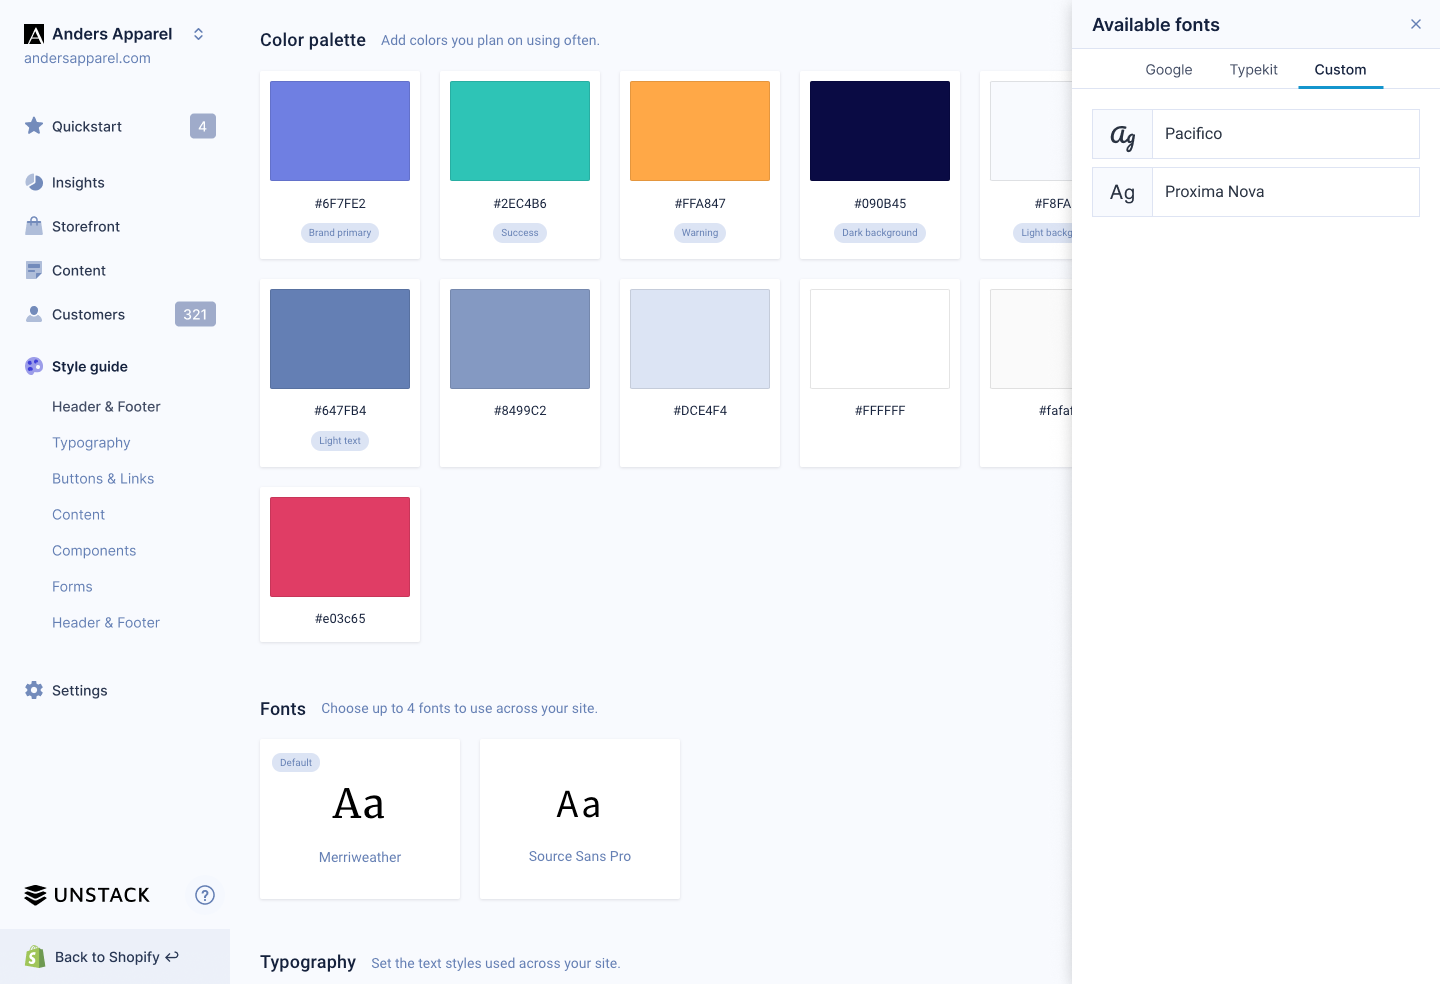 Anders Apparel
andersapparel.com
Quickstart 4
Insights
Storefront
Content
Customers 321
Style guide
Header & Footer
Typography
Buttons & Links
Content
Components
Forms
Header & Footer
Settings
UNSTACK ?
Back to Shopify
Color palette Add colors you plan on using often.
#6F7FE2 #2EC4B6 #FFA847 #090B45 #F8FA
Brand primary Success Warning Dark background Light backg
#647FB4 #8499C2 #DCE4F4 #FFFFFF #fafaf
Light text
#e03c65
Fonts Choose up to 4 fonts to use across your site.
Default
Aa Aa
Merriweather Source Sans Pro
Typography Set the text styles used across your site.
Available fonts
Google Typekit Custom
Ag Pacifico
Ag Proxima Nova